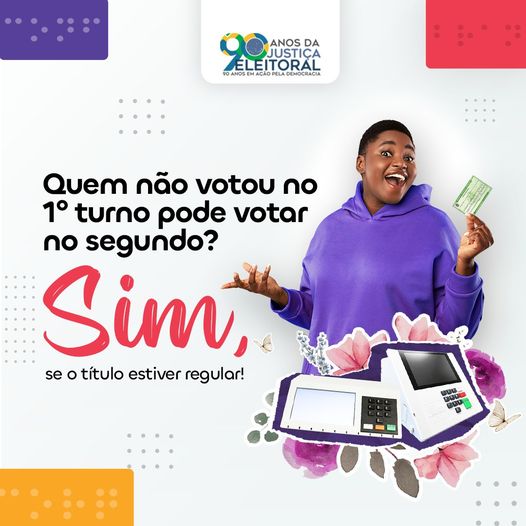 90 ANOS DA
JUSTIÇA
ELEITORAL
90 ANOS EM AÇÃO PELA DEMOCRACIA
Quem não votou no
1º turno pode votar
no segundo?
Sim,
se o título estiver regular!